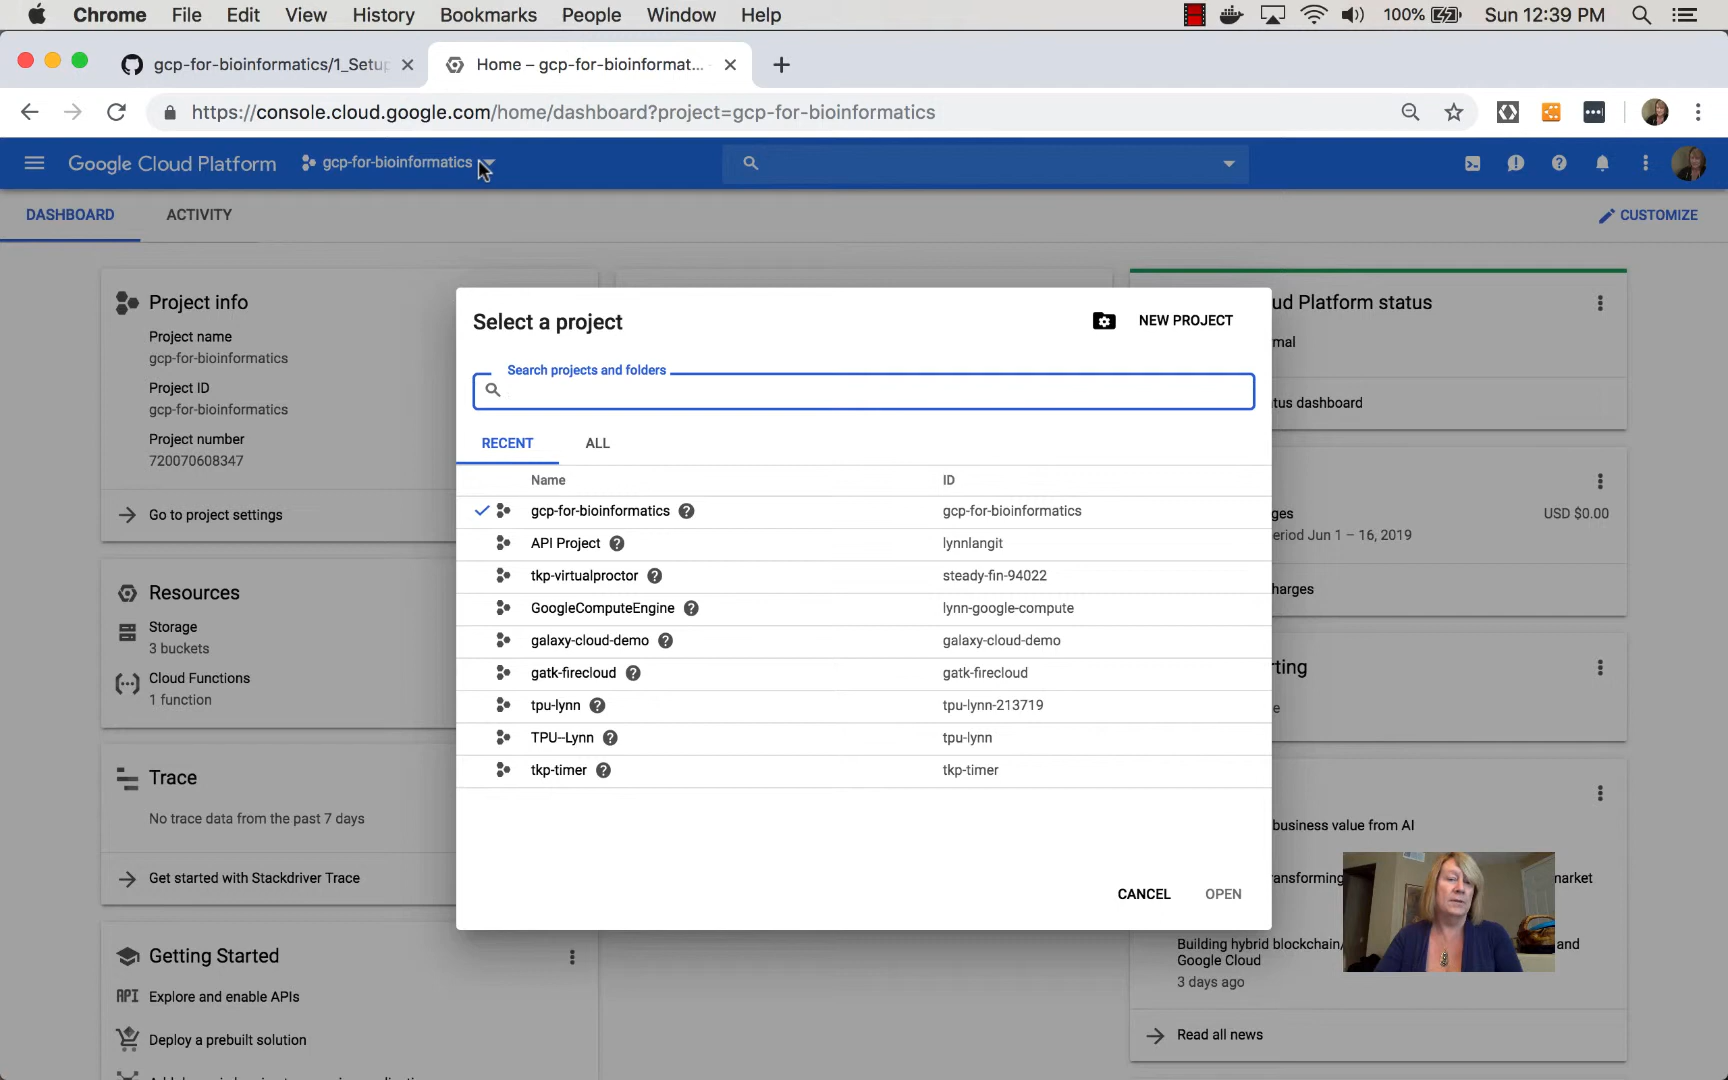 Chrome File Edit View History Bookmarks People Window Help 100% Sun 12:39 PM
gcp-for-bioinformatics/1_Setup
Home – gcp-for-bioinformat...
https://console.cloud.google.com/home/dashboard?project=gcp-for-bioinformatics
Google Cloud Platform gcp-for-bioinformatics
DASHBOARD ACTIVITY CUSTOMIZE
Project info
Project name
gcp-for-bioinformatics
Project ID
gcp-for-bioinformatics
Project number
720070608347
Go to project settings
Resources
Storage
3 buckets
Cloud Functions
1 function
Trace
No trace data from the past 7 days
Get started with Stackdriver Trace
Getting Started
API Explore and enable APIs
Deploy a prebuilt solution
Select a project
NEW PROJECT
Search projects and folders
RECENT ALL
Name ID
gcp-for-bioinformatics gcp-for-bioinformatics
API Project lynnlangit
tkp-virtualproctor steady-fin-94022
GoogleComputeEngine lynn-google-compute
galaxy-cloud-demo galaxy-cloud-demo
gatk-firecloud gatk-firecloud
tpu-lynn tpu-lynn-213719
TPU--Lynn tpu-lynn
tkp-timer tkp-timer
CANCEL OPEN
ud Platform status
mal
tus dashboard
ges USD $0.00
eriod Jun 1 – 16, 2019
harges
rting
e
business value from AI
ransforming market
Building hybrid blockchain/ and
Google Cloud
3 days ago
Read all news